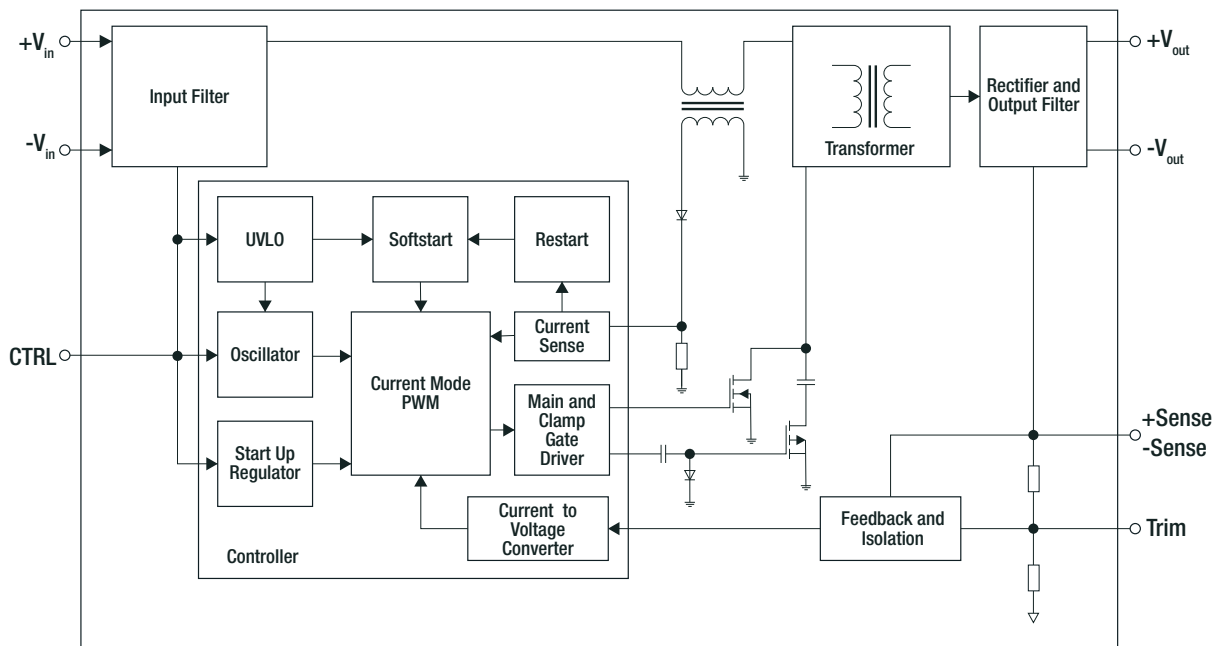 +Vin
-Vin
Input Filter
Transformer
Rectifier and
Output Filter
+Vout
-Vout
UVLO
Softstart
Restart
CTRL
Oscillator
Current Mode
PWM
Current
Sense
Start Up
Regulator
Main and
Clamp
Gate
Driver
Current to
Voltage
Converter
Controller
Feedback and
Isolation
+Sense
-Sense
Trim